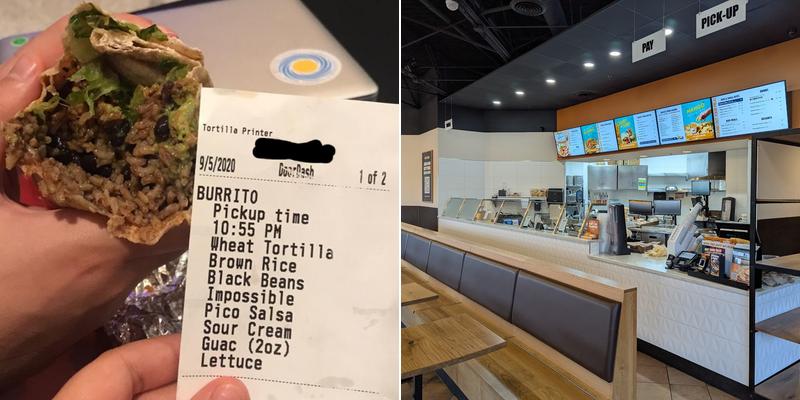 Tortilla Printer
DoorDash
9/5/2020
1 of 2
BURRITO
Pickup time
10:55 PM
Wheat Tortilla
Brown Rice
Black Beans
Impossible
Pico Salsa
Sour Cream
Guac (2oz)
Lettuce
PAY
PICK-UP